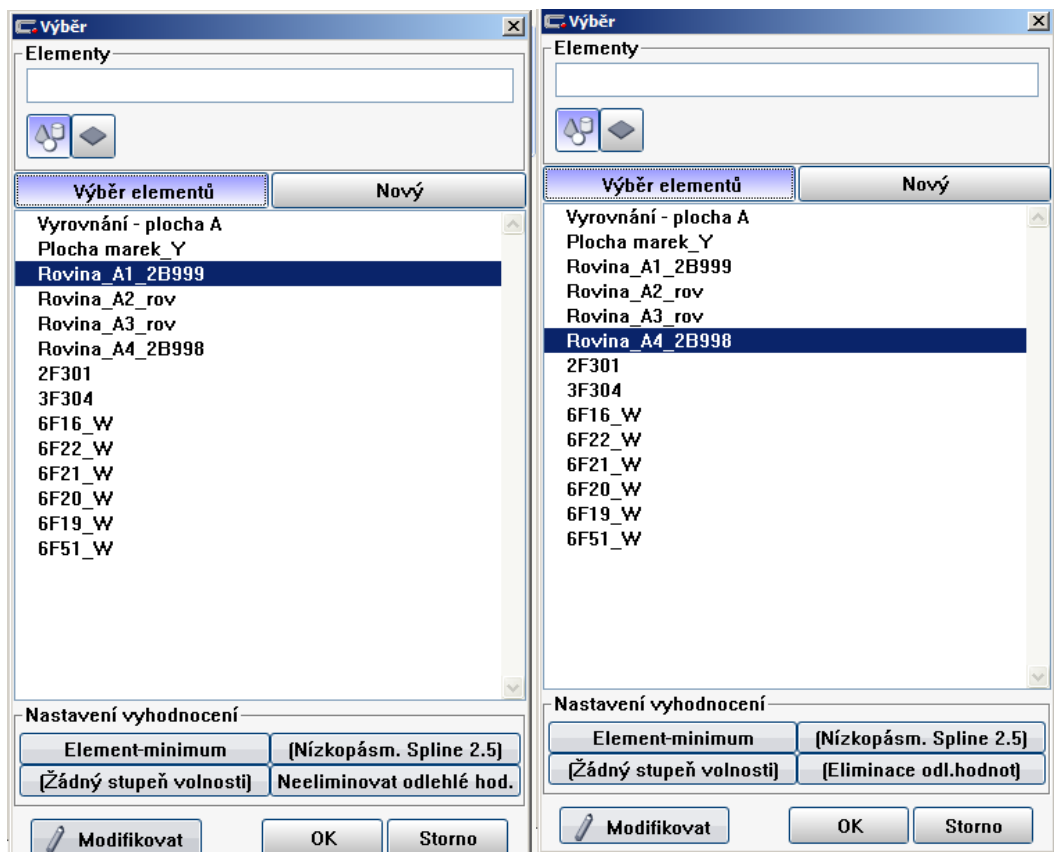 Výběr
Elementy
Výběr elementů
Nový
Vyrovnání - plocha A
Plocha marek_Y
Rovina_A1_2B999
Rovina_A2_rov
Rovina_A3_rov
Rovina_A4_2B998
2F301
3F304
6F16_W
6F22_W
6F21_W
6F20_W
6F19_W
6F51_W
Nastavení vyhodnocení
Element-minimum
(Nízkopásm. Spline 2.5)
(Žádný stupeň volnosti)
Neeliminovat odlehlé hod.
Modifikovat
OK
Storno
Výběr
Elementy
Výběr elementů
Nový
Vyrovnání - plocha A
Plocha marek_Y
Rovina_A1_2B999
Rovina_A2_rov
Rovina_A3_rov
Rovina_A4_2B998
2F301
3F304
6F16_W
6F22_W
6F21_W
6F20_W
6F19_W
6F51_W
Nastavení vyhodnocení
Element-minimum
(Nízkopásm. Spline 2.5)
(Žádný stupeň volnosti)
(Eliminace odl.hodnot)
Modifikovat
OK
Storno